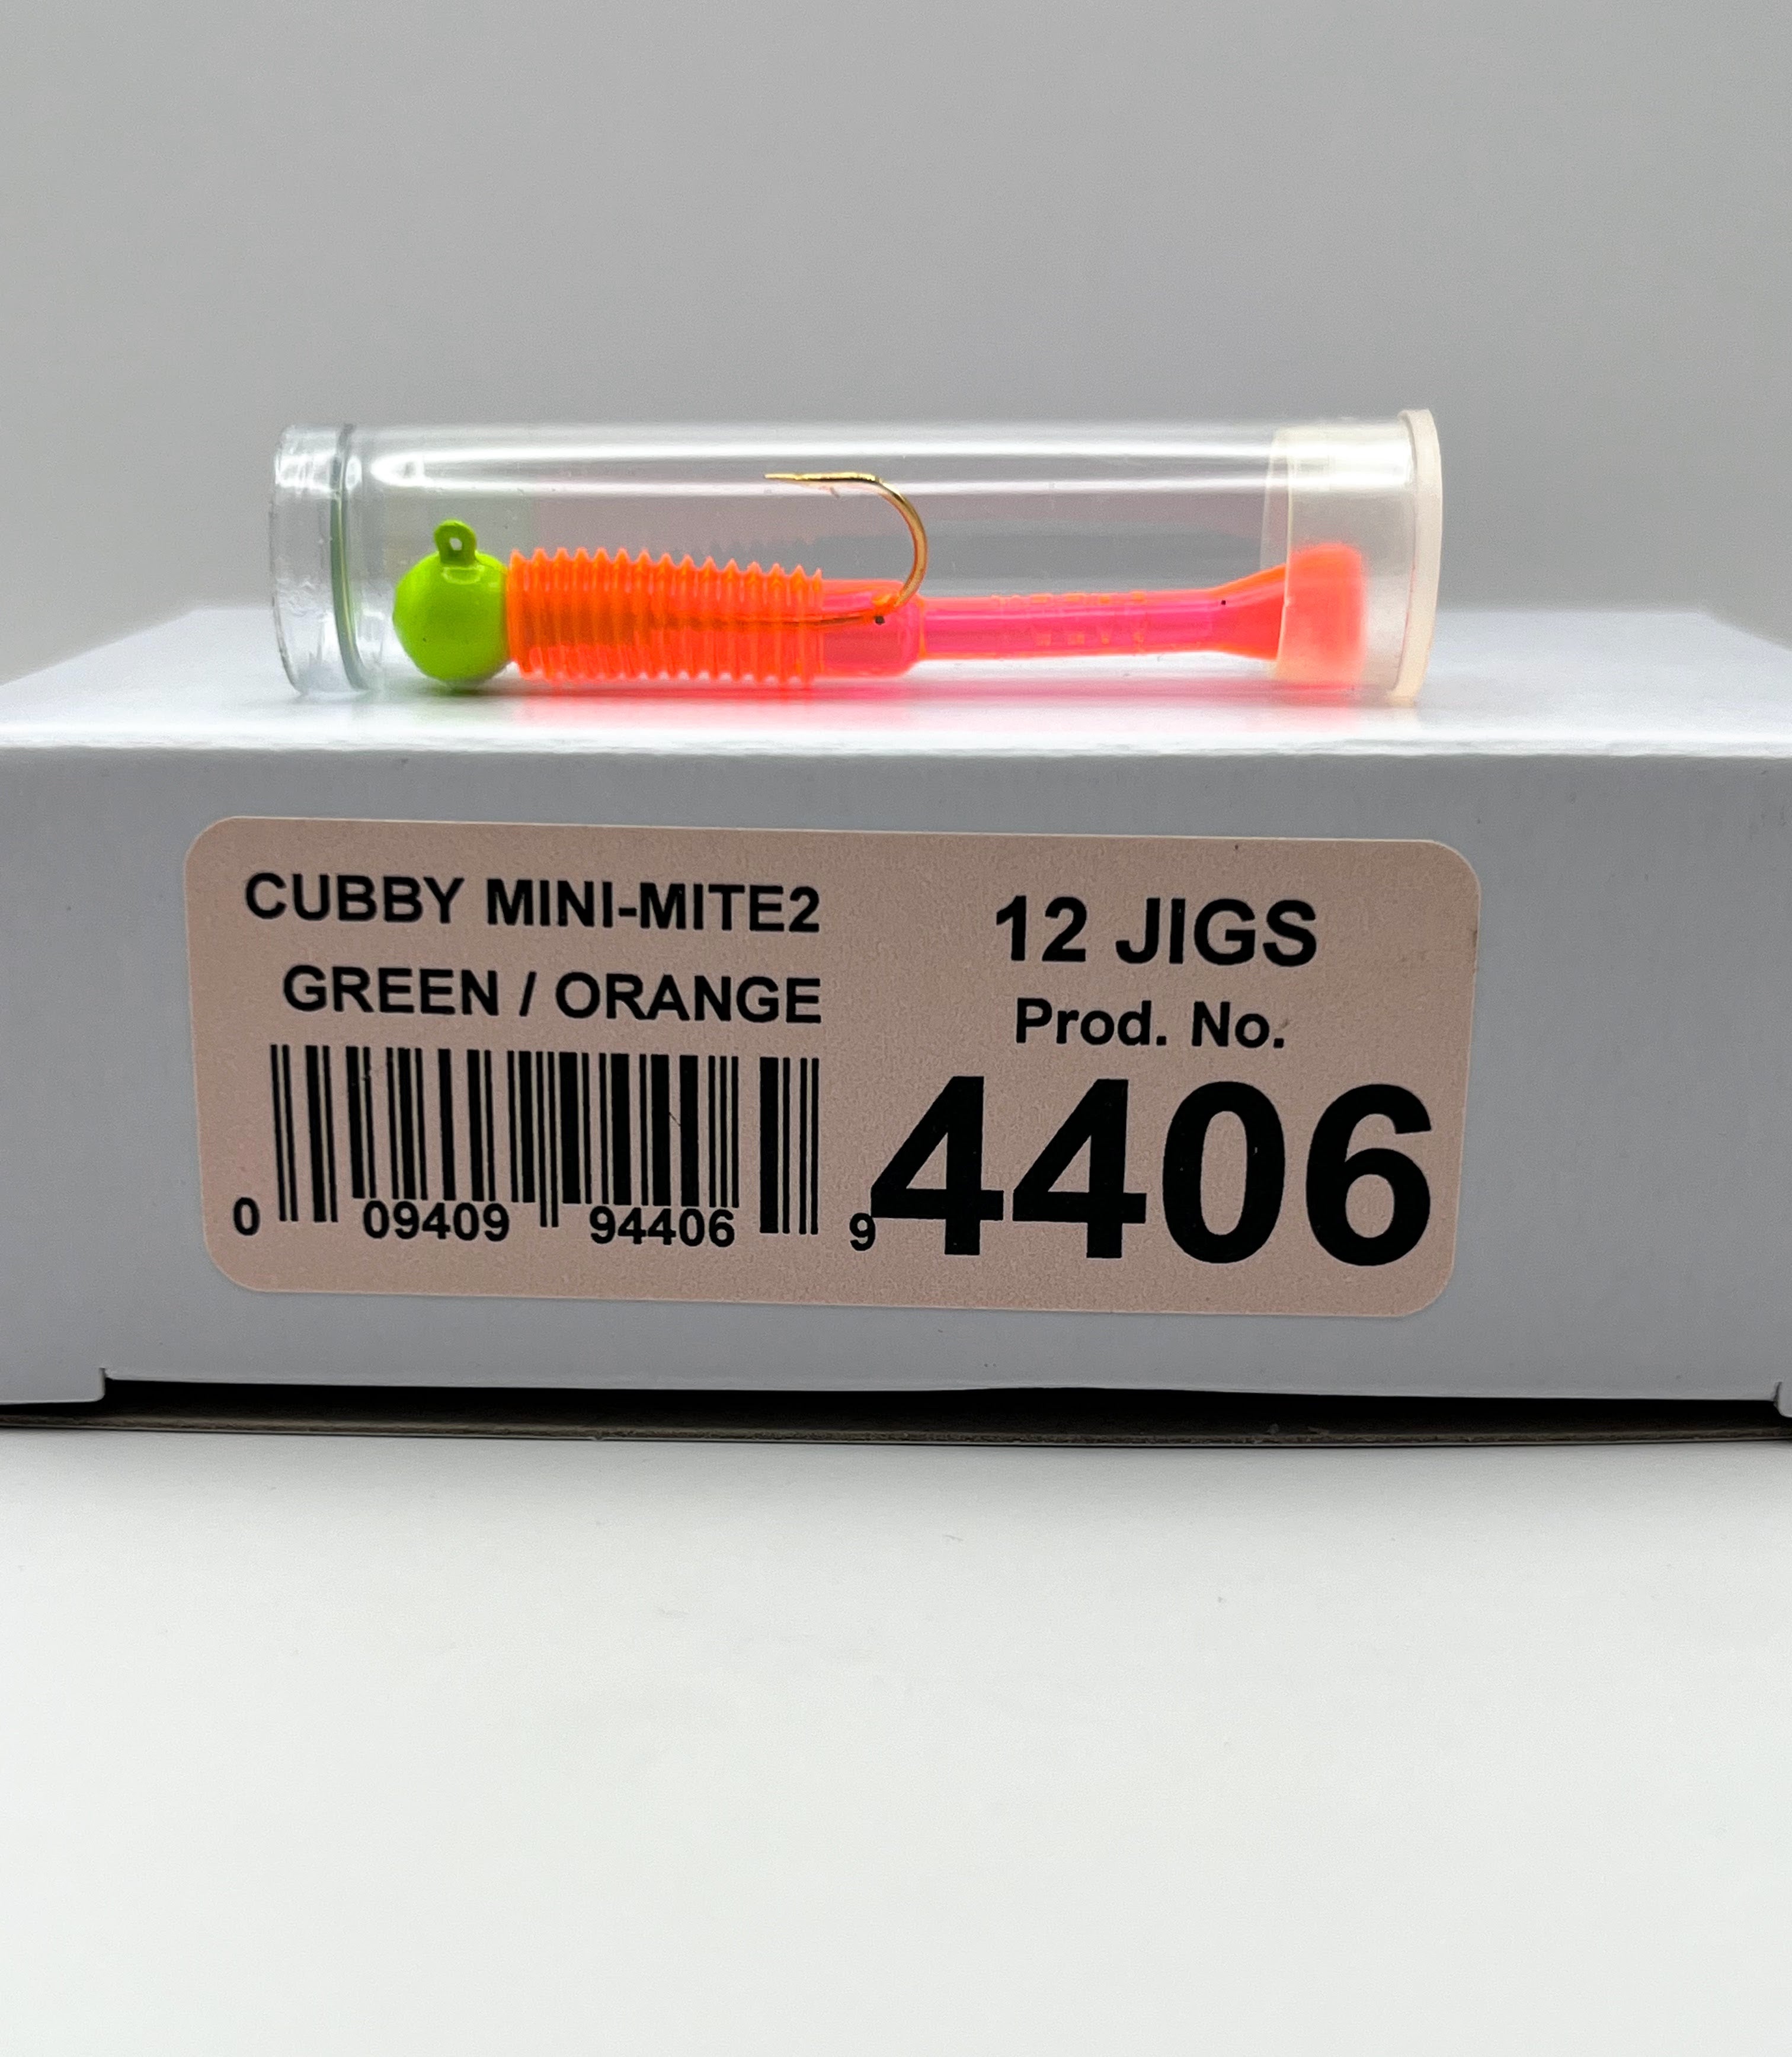 CUBBY MINI-MITE2
GREEN / ORANGE
0 09409 94406 9
12 JIGS
Prod. No.
4406